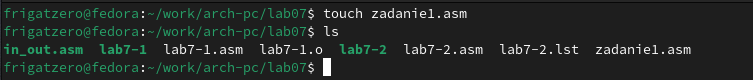 frigatzero@fedora:~/work/arch-pc/lab07$ touch zadanie1.asm
frigatzero@fedora:~/work/arch-pc/lab07$ ls
in_out.asm  lab7-1  lab7-1.asm  lab7-1.o  lab7-2  lab7-2.asm  lab7-2.lst  zadanie1.asm
frigatzero@fedora:~/work/arch-pc/lab07$